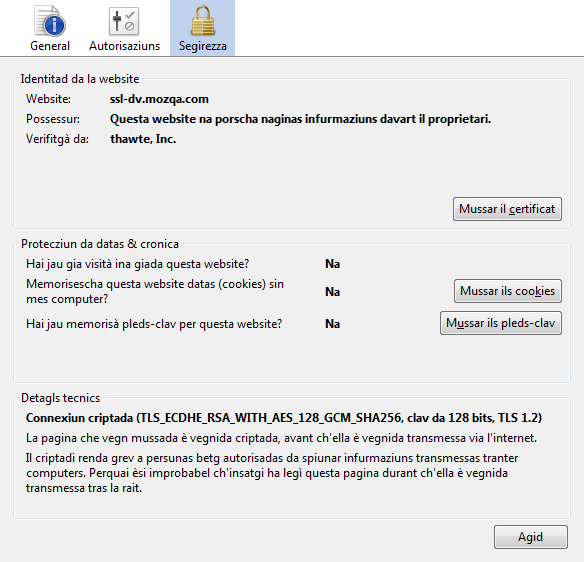 General
Autorisaziuns
Segirezza
Identitad da la website
Website: ssl-dv.mozqa.com
Possessur: Questa website na porscha naginas infurmaziuns davart il proprietari.
Verifitgà da: thawte, Inc.
Mussar il certificat
Protecziun da datas & cronica
Hai jau gia visità ina giada questa website? Na
Memorisescha questa website datas (cookies) sin
mes computer? Na
Mussar ils cookies
Hai jau memorisà pleds-clav per questa website? Na
Mussar ils pleds-clav
Detagls tecnics
Connexiun criptada (TLS_ECDHE_RSA_WITH_AES_128_GCM_SHA256, clav da 128 bits, TLS 1.2)
La pagina che vegn mussada è vegnida criptada, avant ch'ella è vegnida transmessa via l'internet.
Il criptadi renda grev a persunas betg autorisadas da spiunar infurmaziuns transmessas tranter
computers. Perquai èsi improbabel ch'insatgi ha legì questa pagina durant ch'ella è vegnida
transmessa tras la rait.
Agid